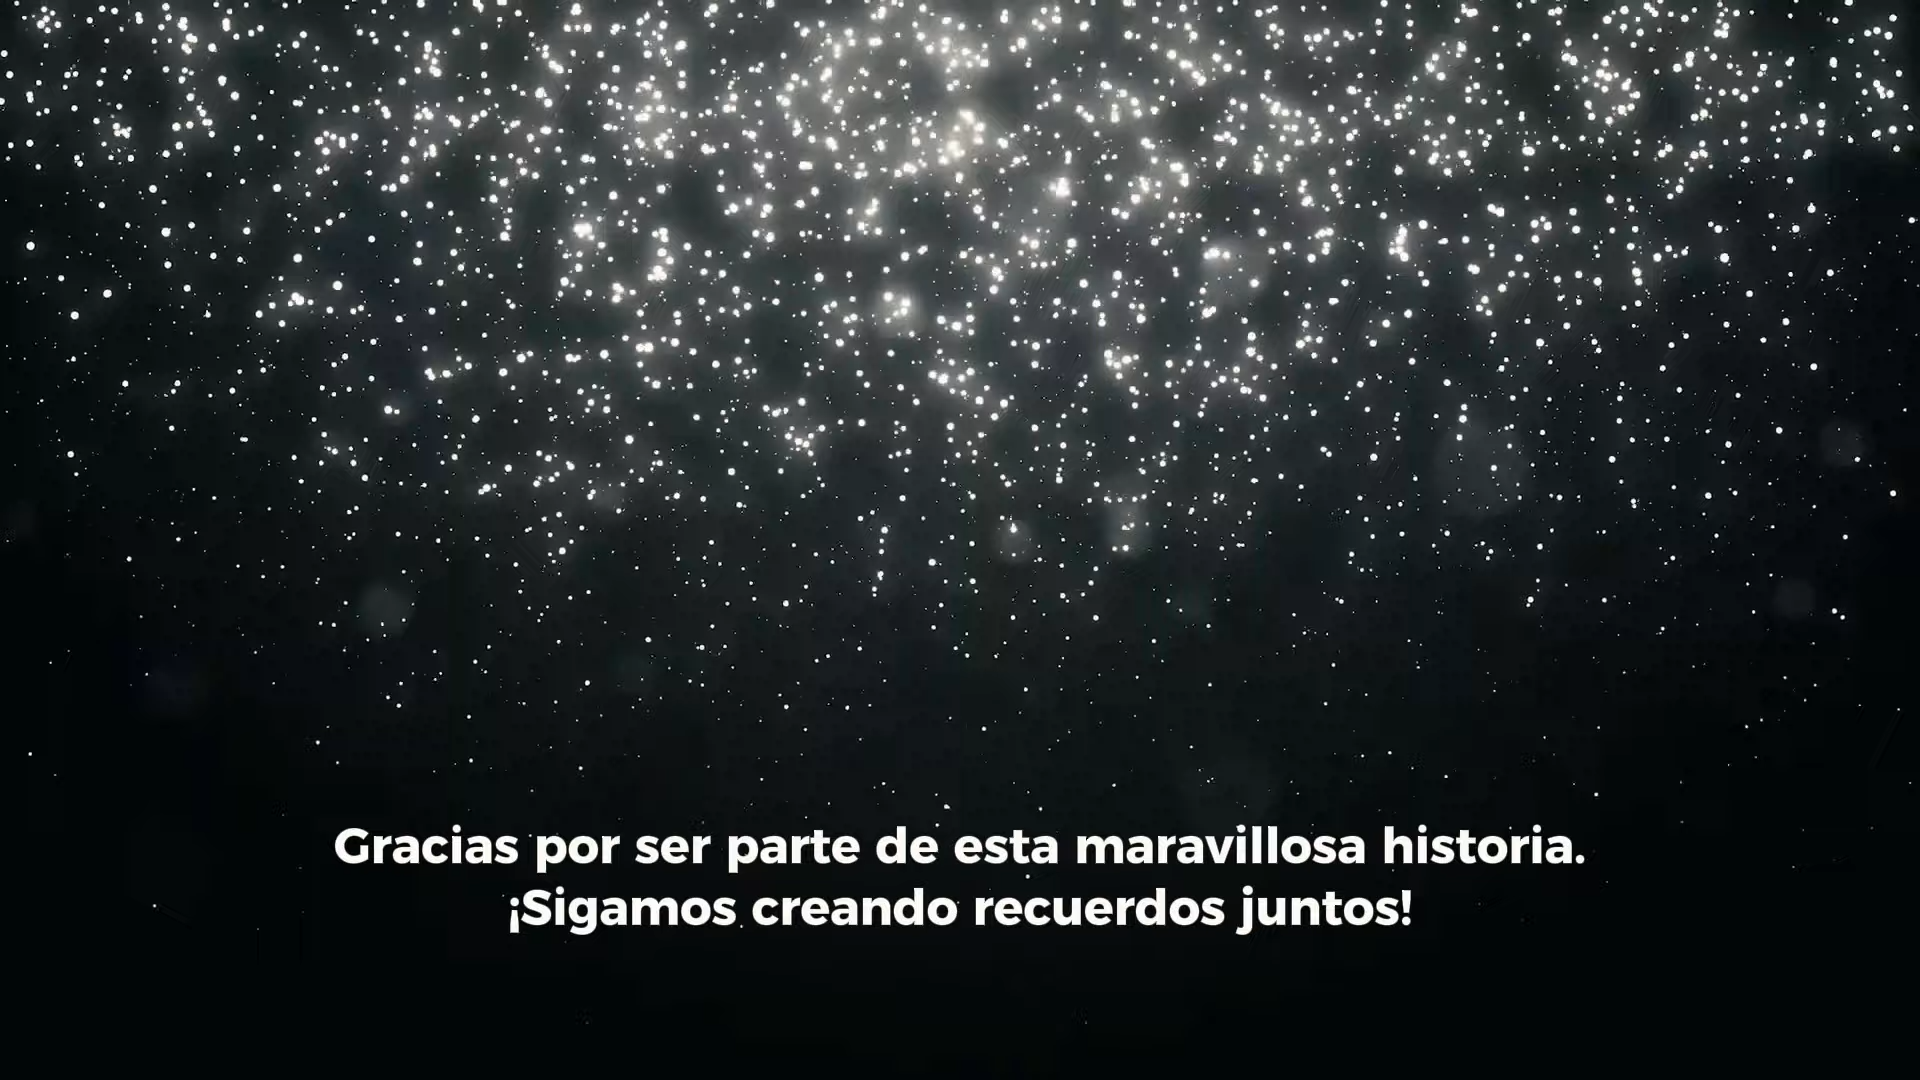 Gracias por ser parte de esta maravillosa historia.
¡Sigamos creando recuerdos juntos!